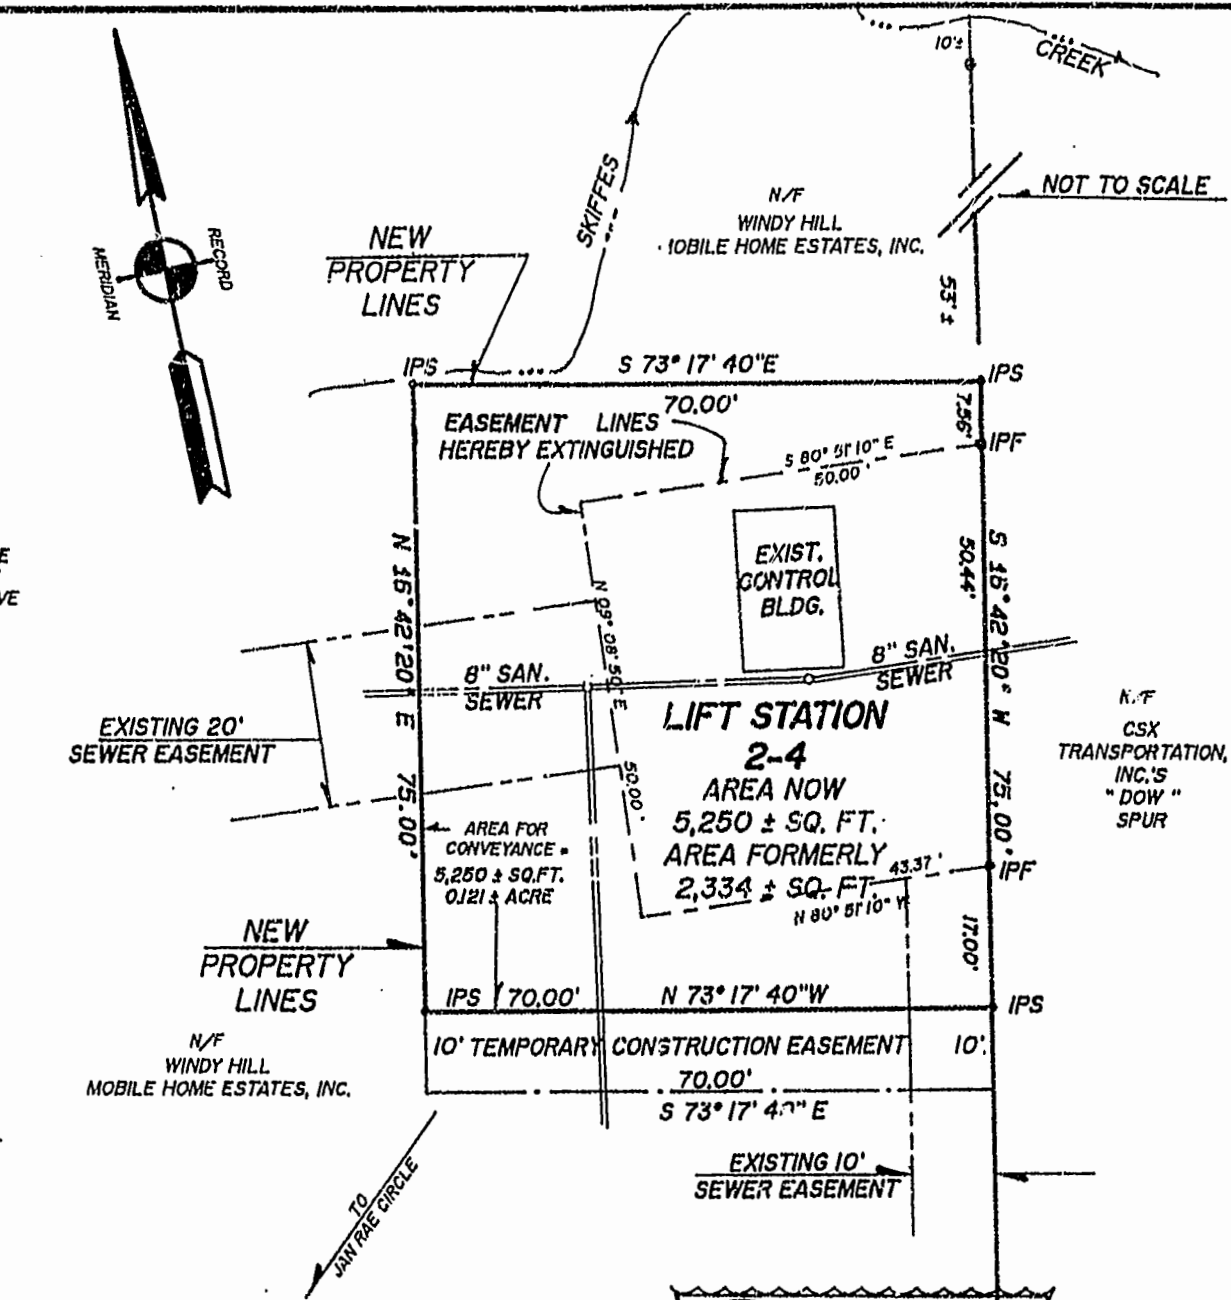 10'±
CREEK
NOT TO SCALE
N/F
WINDY HILL
MOBILE HOME ESTATES, INC.
SKIFFES
RECORD
MERIDIAN
NEW
PROPERTY
LINES
53' ±
IPS
S 73° 17' 40"E
IPS
70.00'
7.56'
EASEMENT LINES
HEREBY EXTINGUISHED
IPF
S 80° 51' 10" E
50.00'
E
VE
N 16° 42' 20" E 75.00'
EXIST.
CONTROL
BLDG.
50.44'
S 16° 42' 20" W 75.00'
N 09° 08' 50" E
50.00'
8" SAN.
SEWER
8" SAN.
SEWER
EXISTING 20'
SEWER EASEMENT
LIFT STATION
2-4
AREA NOW
5,250 ± SQ. FT.
AREA FORMERLY
2,334 ± SQ. FT.
N/F
CSX
TRANSPORTATION,
INC.'S
" DOW "
SPUR
AREA FOR
CONVEYANCE =
5,250 ± SQ.FT.
0.121 ± ACRE
43.37'
N 80° 51' 10" W
IPF
17.00'
NEW
PROPERTY
LINES
IPS 70.00' N 73° 17' 40"W IPS
N/F
WINDY HILL
MOBILE HOME ESTATES, INC.
10' TEMPORARY CONSTRUCTION EASEMENT 10'
70.00'
S 73° 17' 40" E
EXISTING 10'
SEWER EASEMENT
TO
JAN RAE CIRCLE